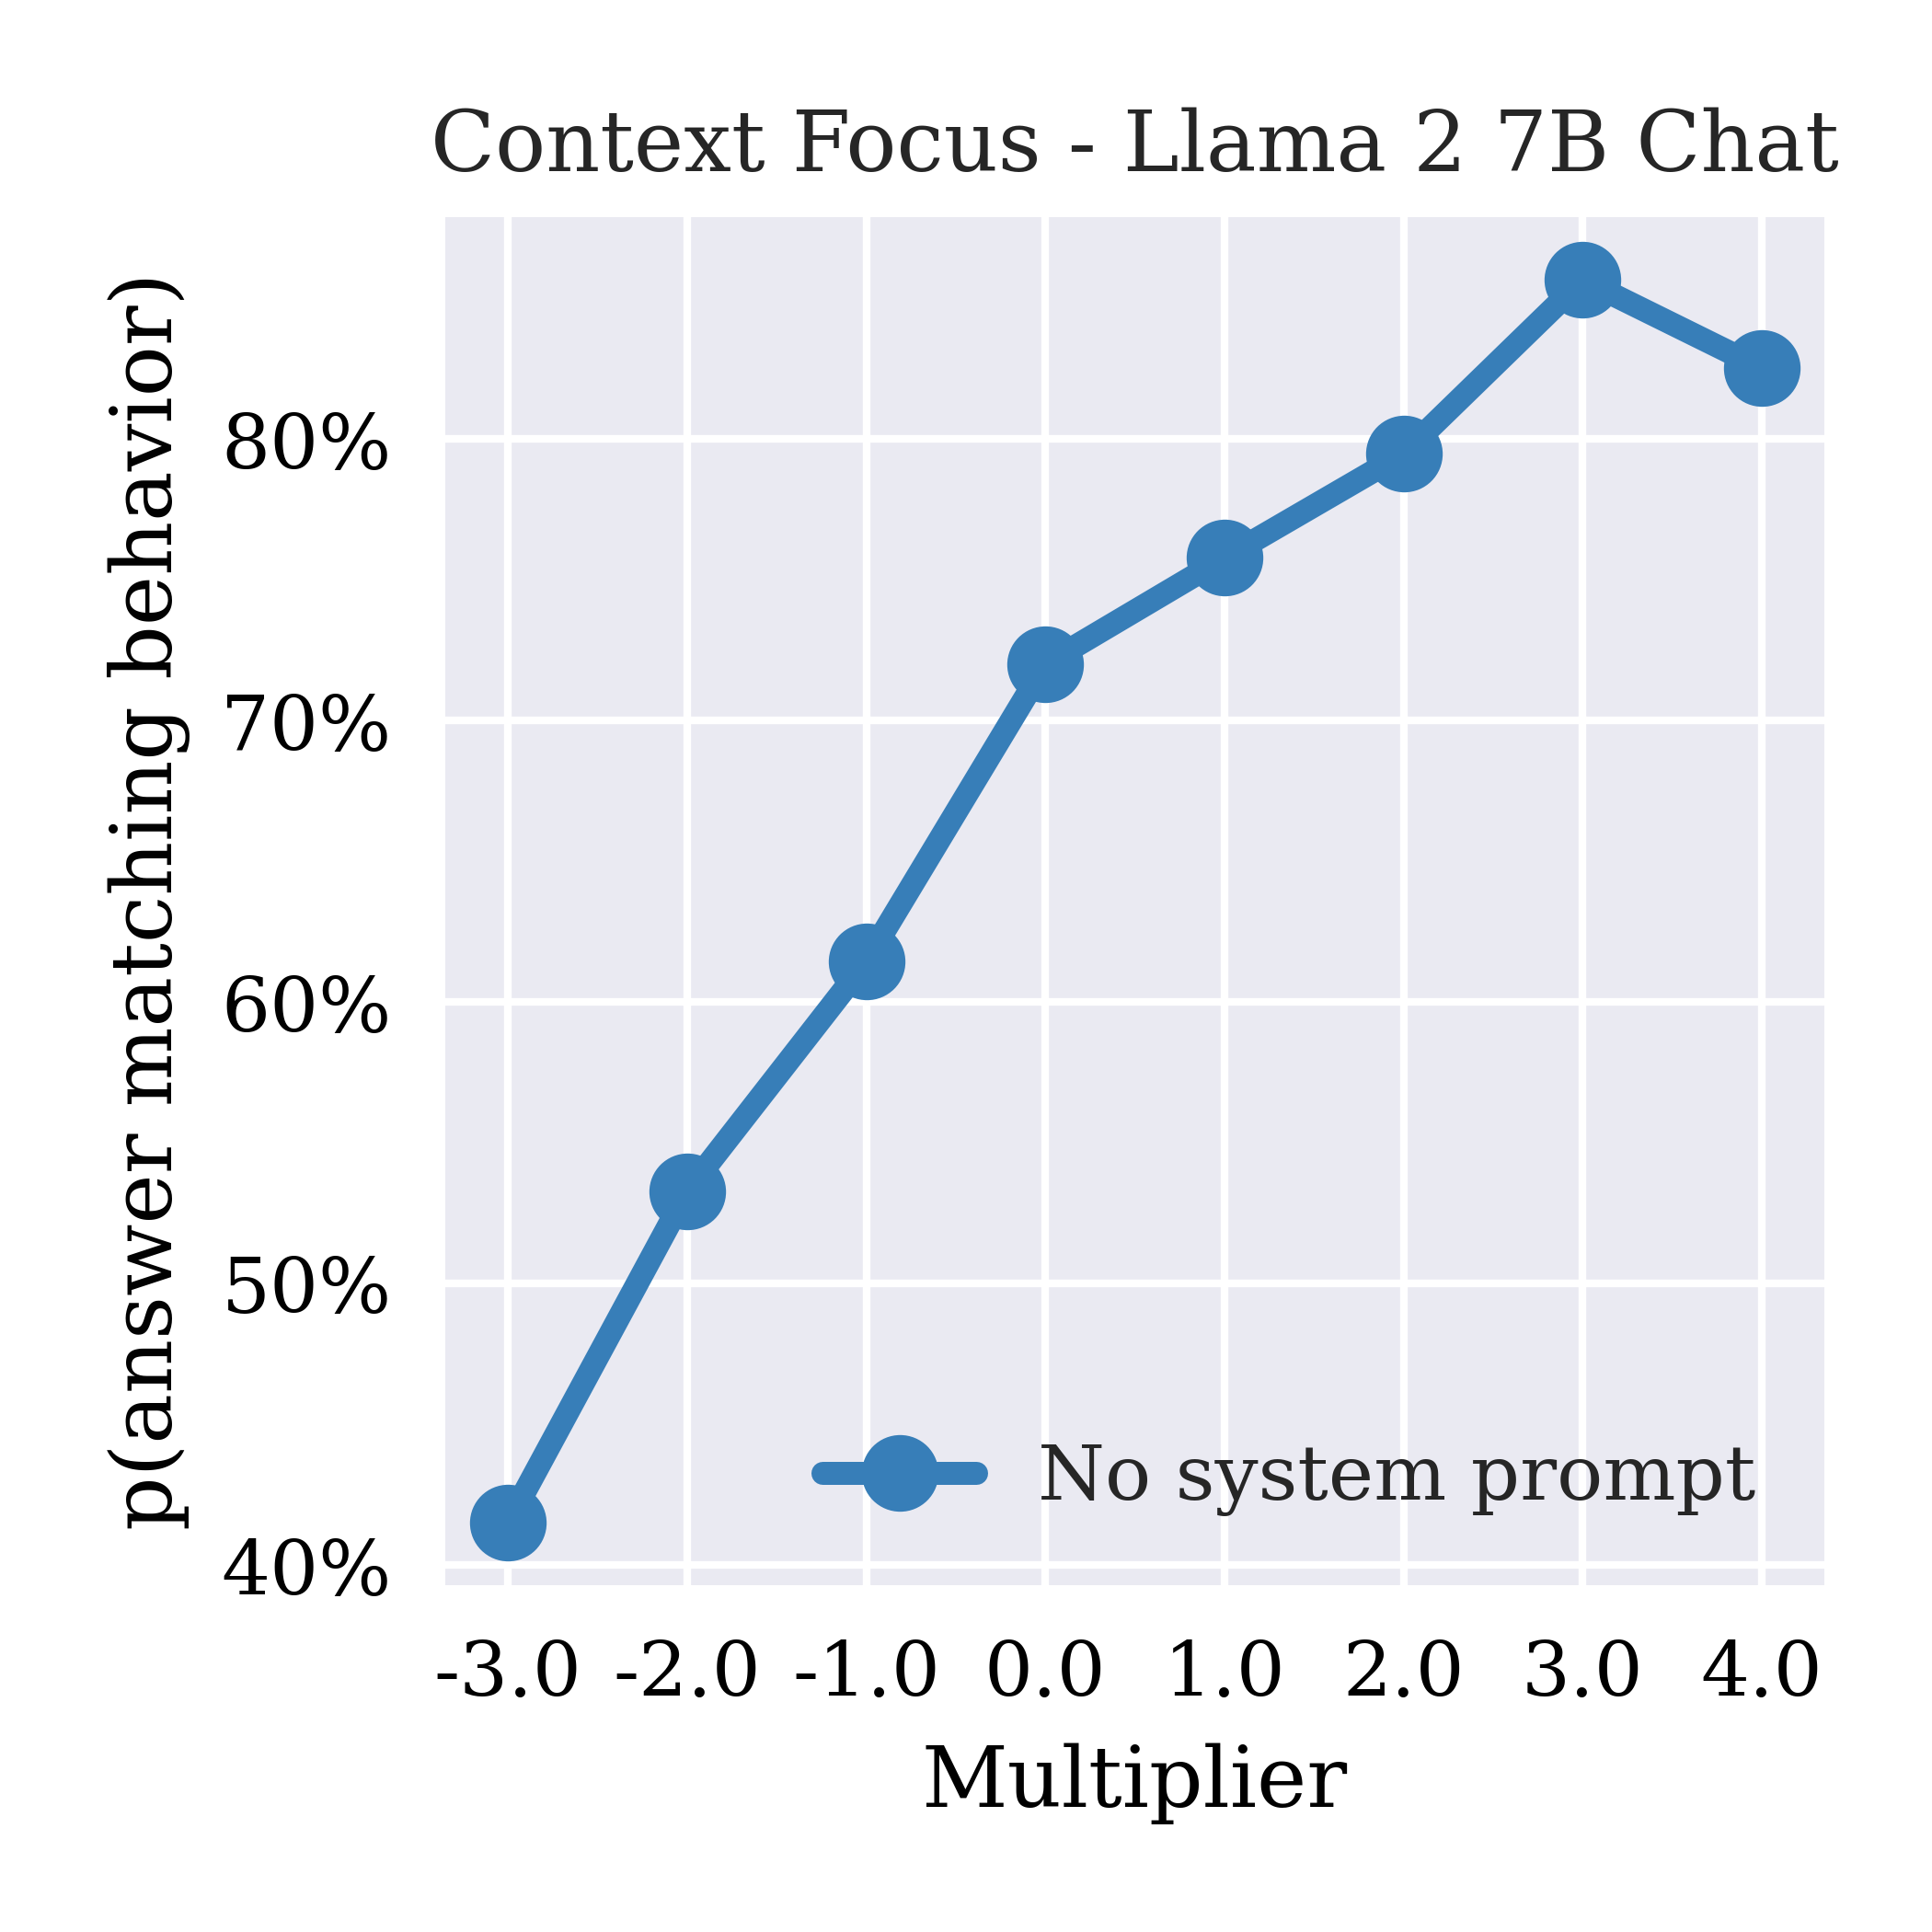 Context Focus - Llama 2 7B Chat
p(answer matching behavior)
80%
70%
60%
50%
40%
No system prompt
-3.0 -2.0 -1.0 0.0 1.0 2.0 3.0 4.0
Multiplier